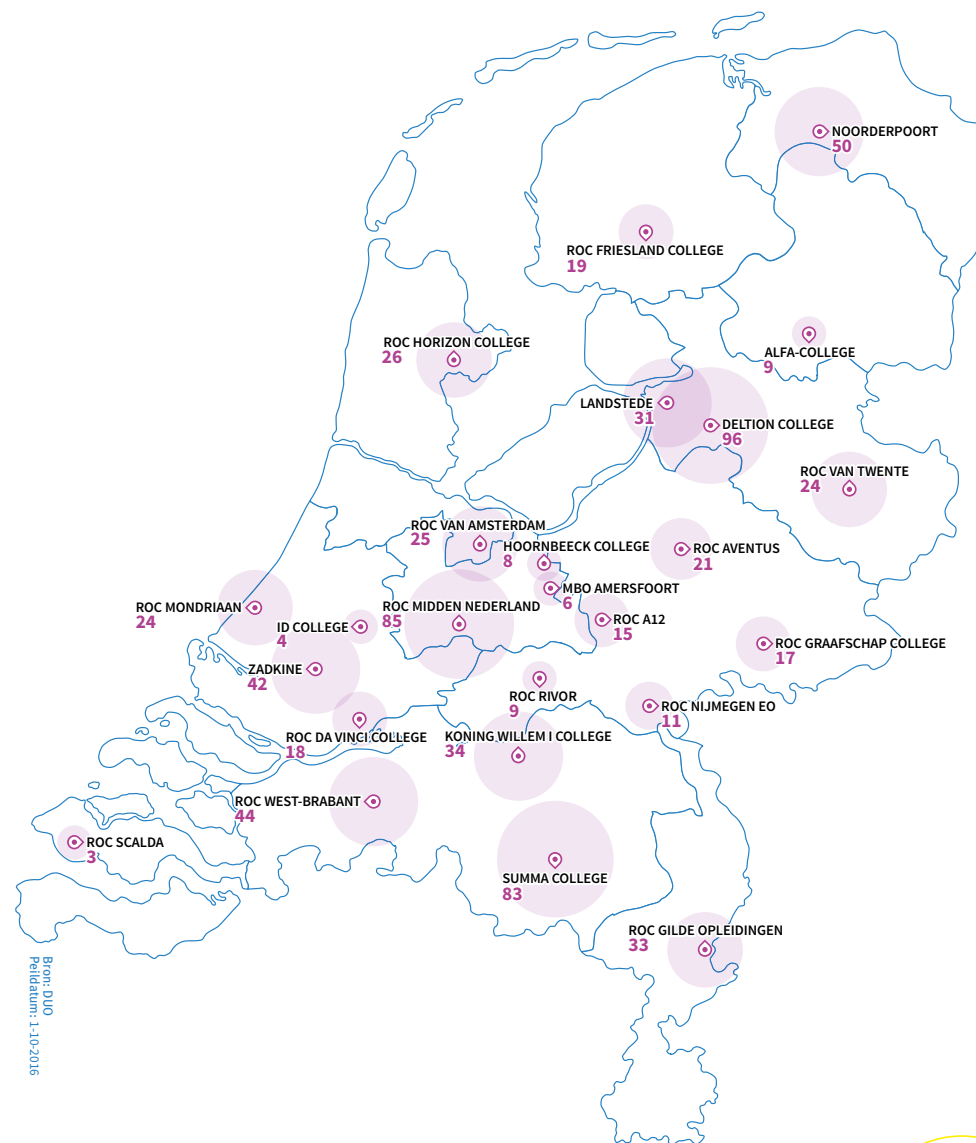 NOORDERPOORT
50
ROC FRIESLAND COLLEGE
19
ROC HORIZON COLLEGE
26
ALFA-COLLEGE
9
LANDSTEDE
31
DELTION COLLEGE
96
ROC VAN TWENTE
24
ROC VAN AMSTERDAM
25
HOORNBEECK COLLEGE
8
ROC AVENTUS
21
MBO AMERSFOORT
6
ROC MONDRIAAN
24
ID COLLEGE
4
ROC MIDDEN NEDERLAND
85
ROC A12
15
ROC GRAAFSCHAP COLLEGE
17
ZADKINE
42
ROC RIVOR
9
ROC NIJMEGEN EO
11
ROC DA VINCI COLLEGE
18
KONING WILLEM I COLLEGE
34
ROC WEST-BRABANT
44
ROC SCALDA
3
SUMMA COLLEGE
83
ROC GILDE OPLEIDINGEN
33
Bron: DUO
Peildatum: 1-10-2016